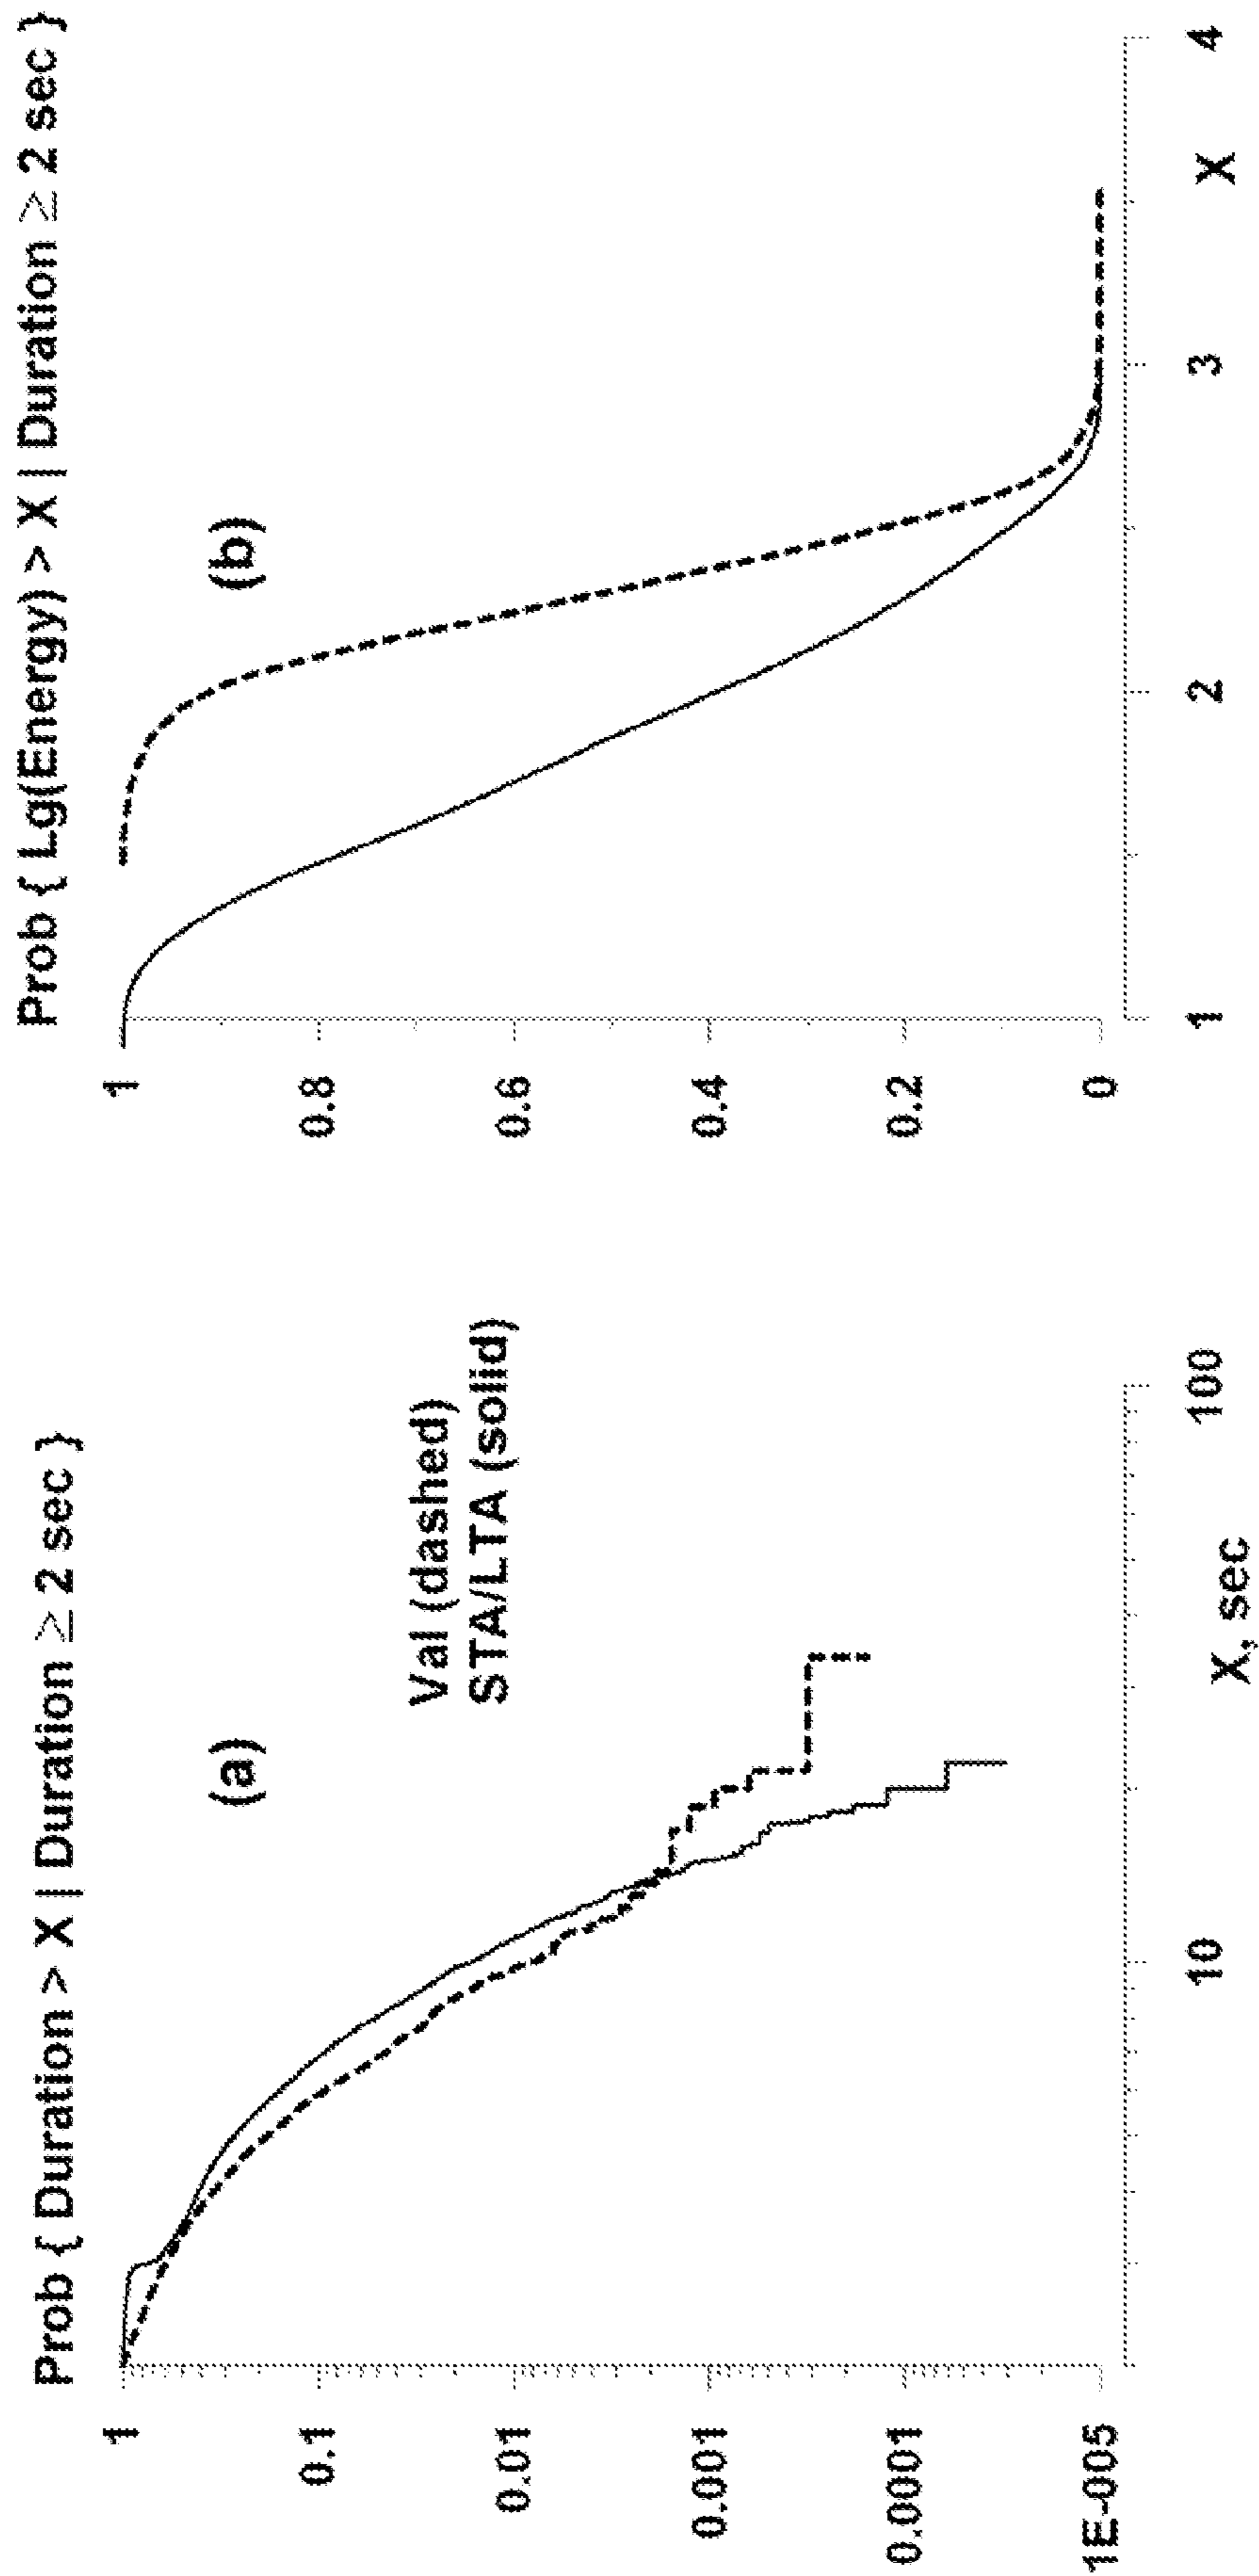 Prob { Duration > X | Duration ≥ 2 sec }
(a)
Val (dashed)
STA/LTA (solid)
1
0.1
0.01
0.001
0.0001
1E-005
10
100
X, sec
Prob { Lg(Energy) > X | Duration ≥ 2 sec }
(b)
1
0.8
0.6
0.4
0.2
0
1
2
3
4
X